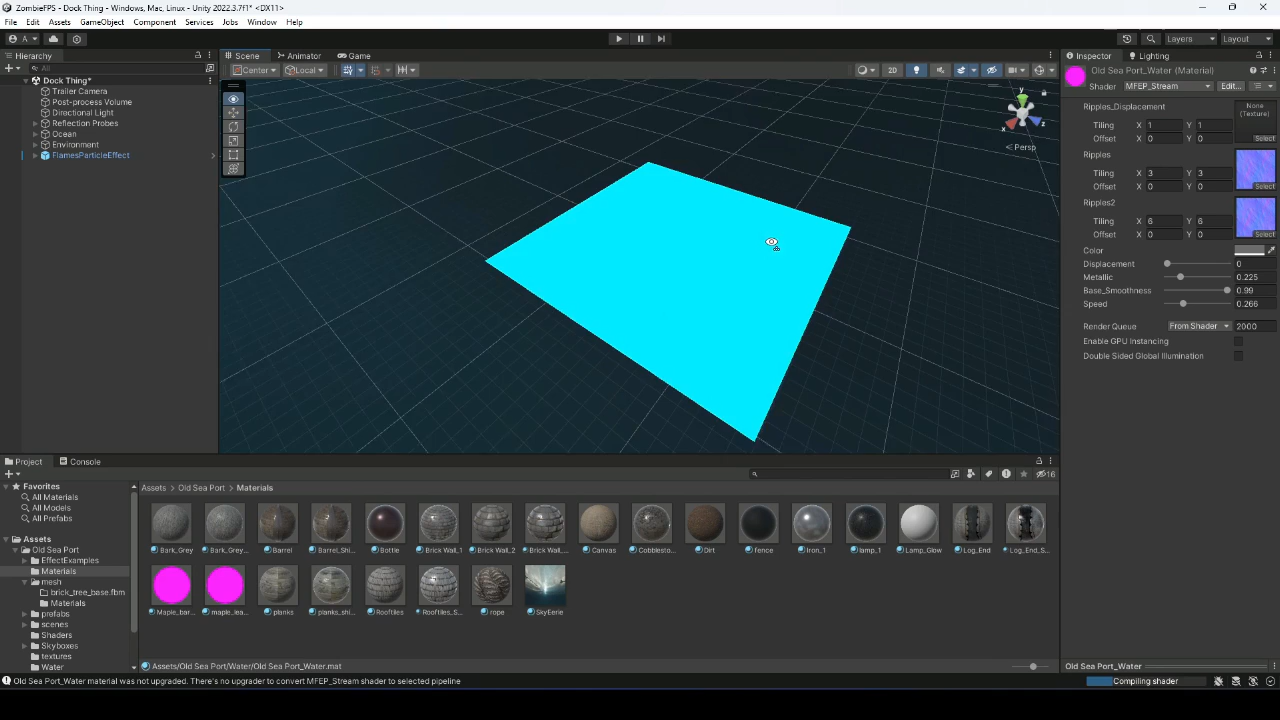 ZombieFPS - Dock Thing - Windows, Mac, Linux - Unity 2022.3.7f1* <DX11>
File Edit Assets GameObject Component Services Jobs Window Help
A Layers Layout
Hierarchy Scene Animator Game Inspector Lighting
All Center Local 2D Old Sea Port_Water (Material)
Dock Thing* Shader MFEP_Stream Edit...
Trailer Camera
Post-process Volume
Directional Light
Reflection Probes
Ocean
Environment
FlamesParticleEffect
y
x z
Persp
Ripples_Displacement None
(Texture)
Tiling X 1 Y 1
Offset X 0 Y 0 Select
Ripples
Tiling X 3 Y 3
Offset X 0 Y 0 Select
Ripples2
Tiling X 6 Y 6
Offset X 0 Y 0 Select
Color
Displacement 0
Metallic 0.225
Base_Smoothness 0.99
Speed 0.266
Render Queue From Shader 2000
Enable GPU Instancing
Double Sided Global Illumination
Project Console
16
Favorites
All Materials
All Models
All Prefabs
Assets
Old Sea Port
EffectExamples
Materials
mesh
brick_tree_base.fbm
Materials
prefabs
scenes
Shaders
Skyboxes
textures
Water
Assets > Old Sea Port > Materials
Bark_Grey Bark_Grey... Barrel Barrel_Shi... Bottle Brick Wall_1 Brick Wall_2 Brick Wall_... Canvas Cobblesto... Dirt fence Iron_1 lamp_1 Lamp_Glow Log_End Log_End_S...
Maple_bar... maple_lea... planks planks_shi... Rooftiles Rooftiles_S... rope SkyEerie
Assets/Old Sea Port/Water/Old Sea Port_Water.mat
Old Sea Port_Water
Old Sea Port_Water material was not upgraded. There's no upgrader to convert MFEP_Stream shader to selected pipeline
Compiling shader